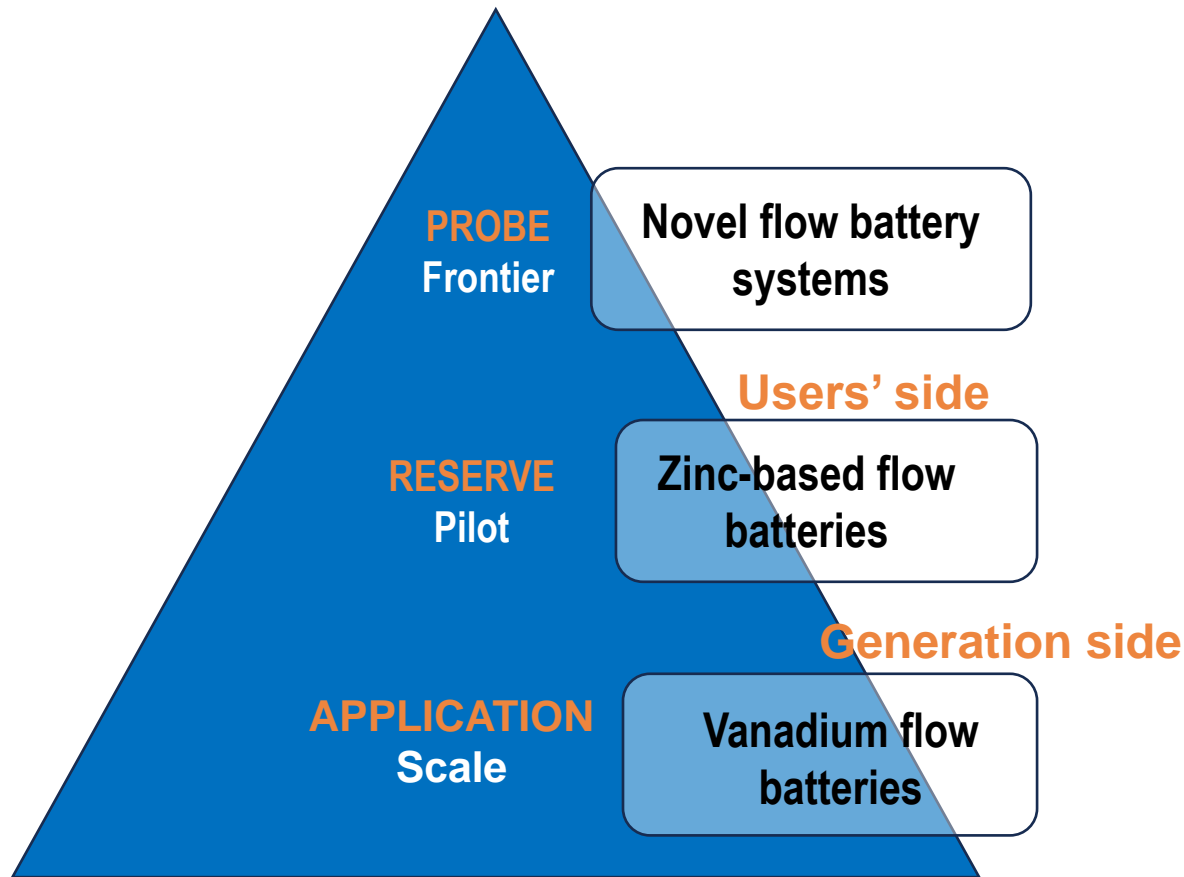 PROBE
Frontier
Novel flow battery
systems
Users’ side
RESERVE
Pilot
Zinc-based flow
batteries
Generation side
APPLICATION
Scale
Vanadium flow
batteries